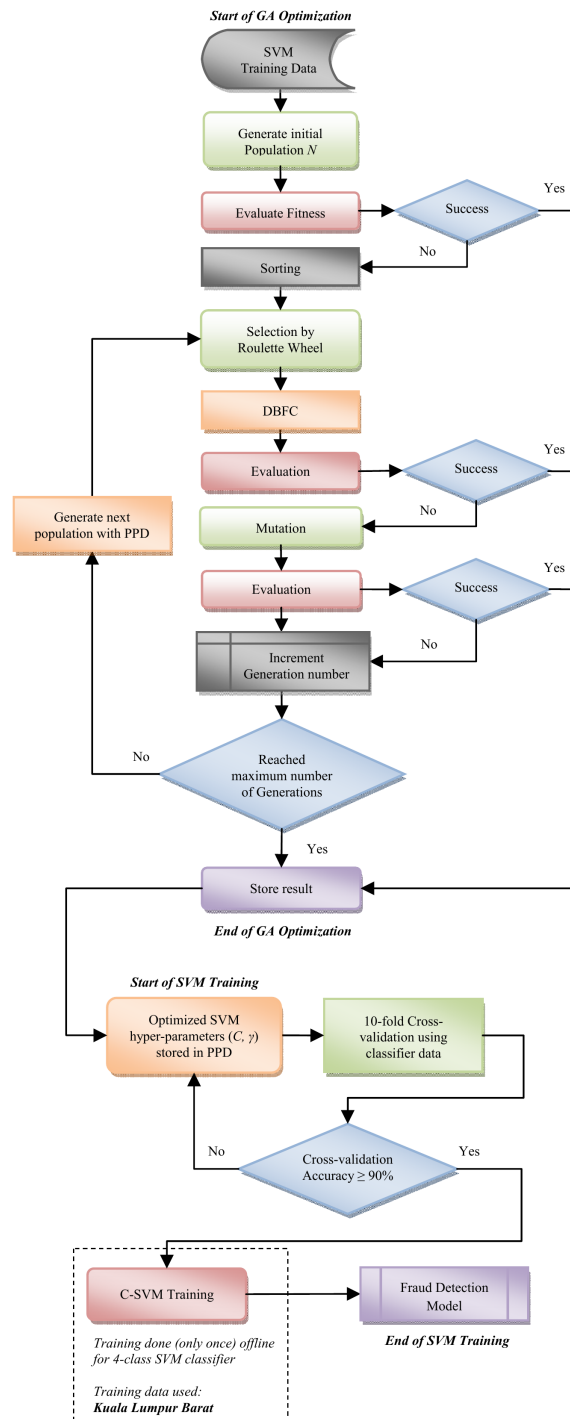 Start of GA Optimization
SVM
Training Data
Generate initial
Population N
Evaluate Fitness
Success
Yes
No
Sorting
Selection by
Roulette Wheel
DBFC
Evaluation
Success
Yes
No
Generate next
population with PPD
Mutation
Evaluation
Success
Yes
No
Increment
Generation number
No
Reached
maximum number
of Generations
Yes
Store result
End of GA Optimization
Start of SVM Training
Optimized SVM
hyper-parameters (C, γ)
stored in PPD
10-fold Cross-
validation using
classifier data
No
Cross-validation
Accuracy ≥ 90%
Yes
C-SVM Training
Fraud Detection
Model
End of SVM Training
Training done (only once) offline
for 4-class SVM classifier
Training data used:
Kuala Lumpur Barat